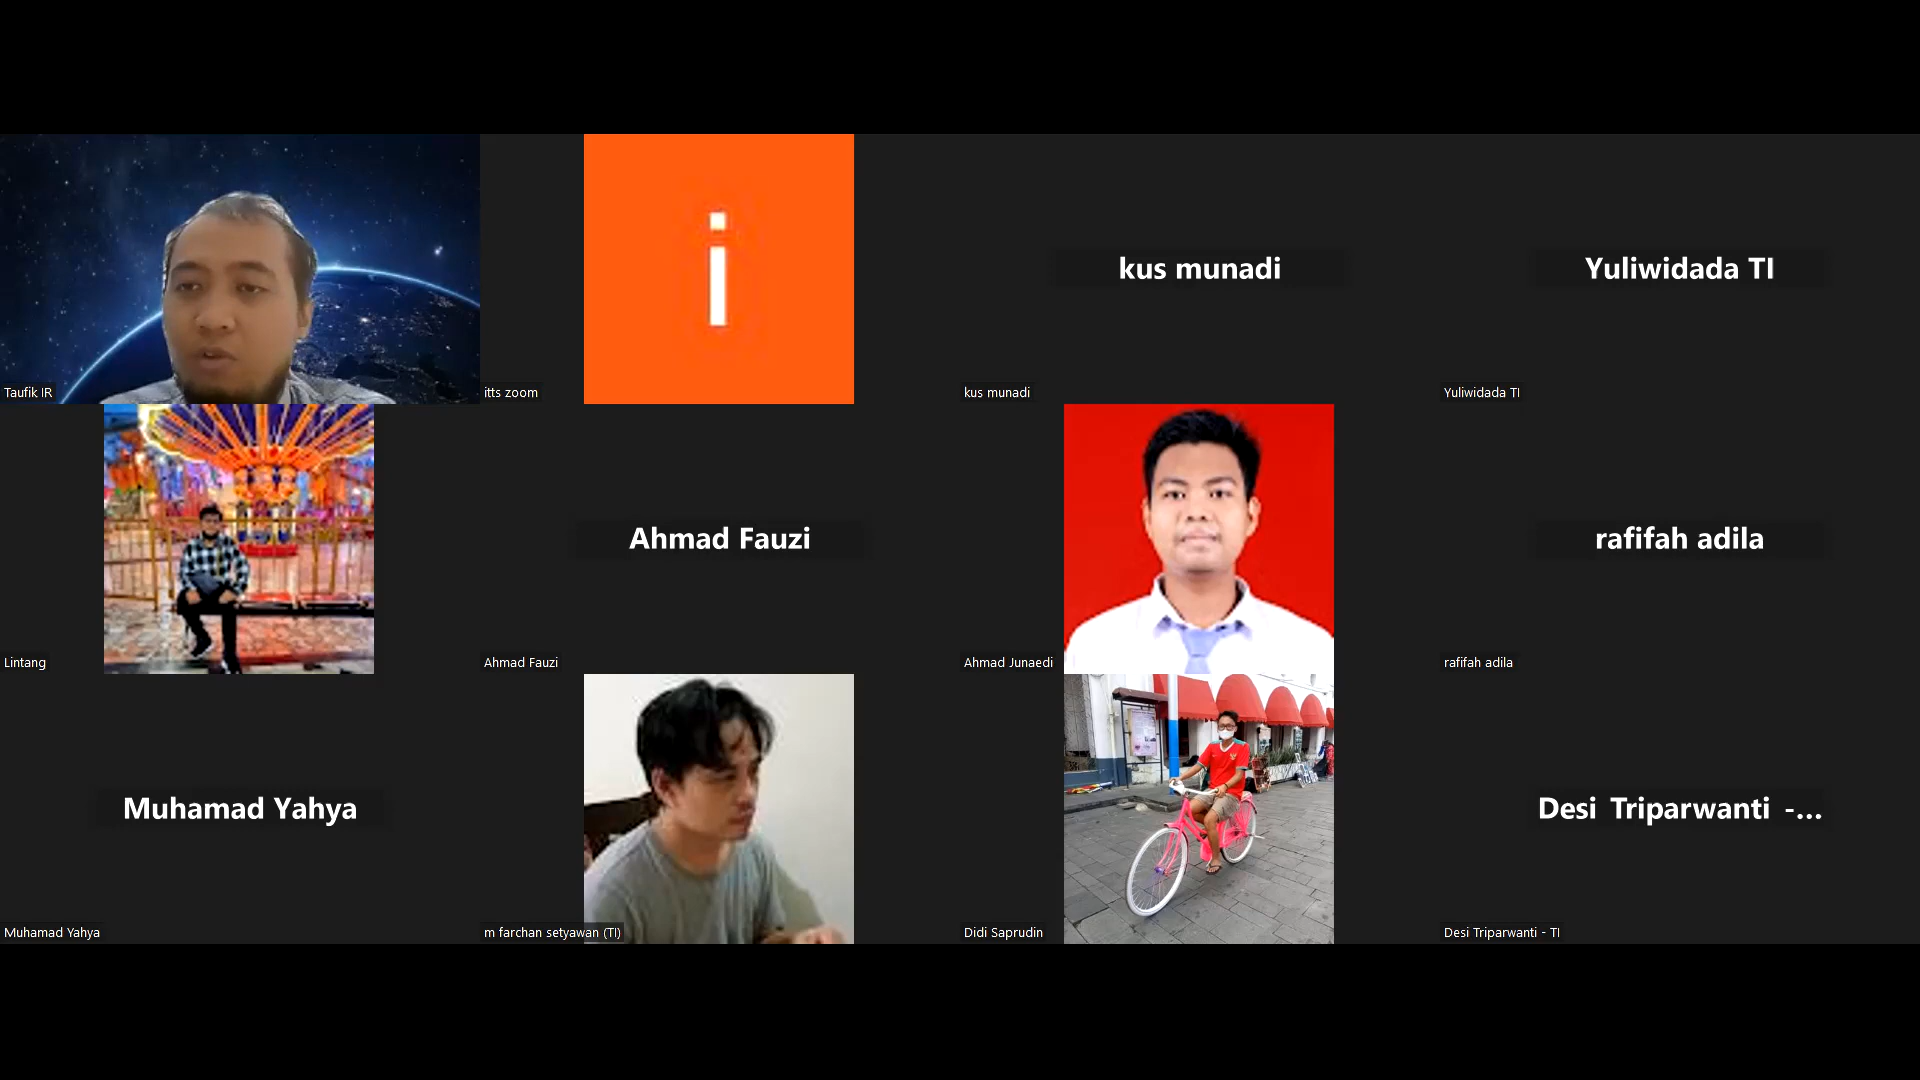 i
kus munadi
Yuliwidada TI
Taufik IR
itts zoom
kus munadi
Yuliwidada TI
Ahmad Fauzi
rafifah adila
Lintang
Ahmad Fauzi
Ahmad Junaedi
rafifah adila
Muhamad Yahya
Desi Triparwanti -...
Muhamad Yahya
m farchan setyawan (TI)
Didi Saprudin
Desi Triparwanti - TI